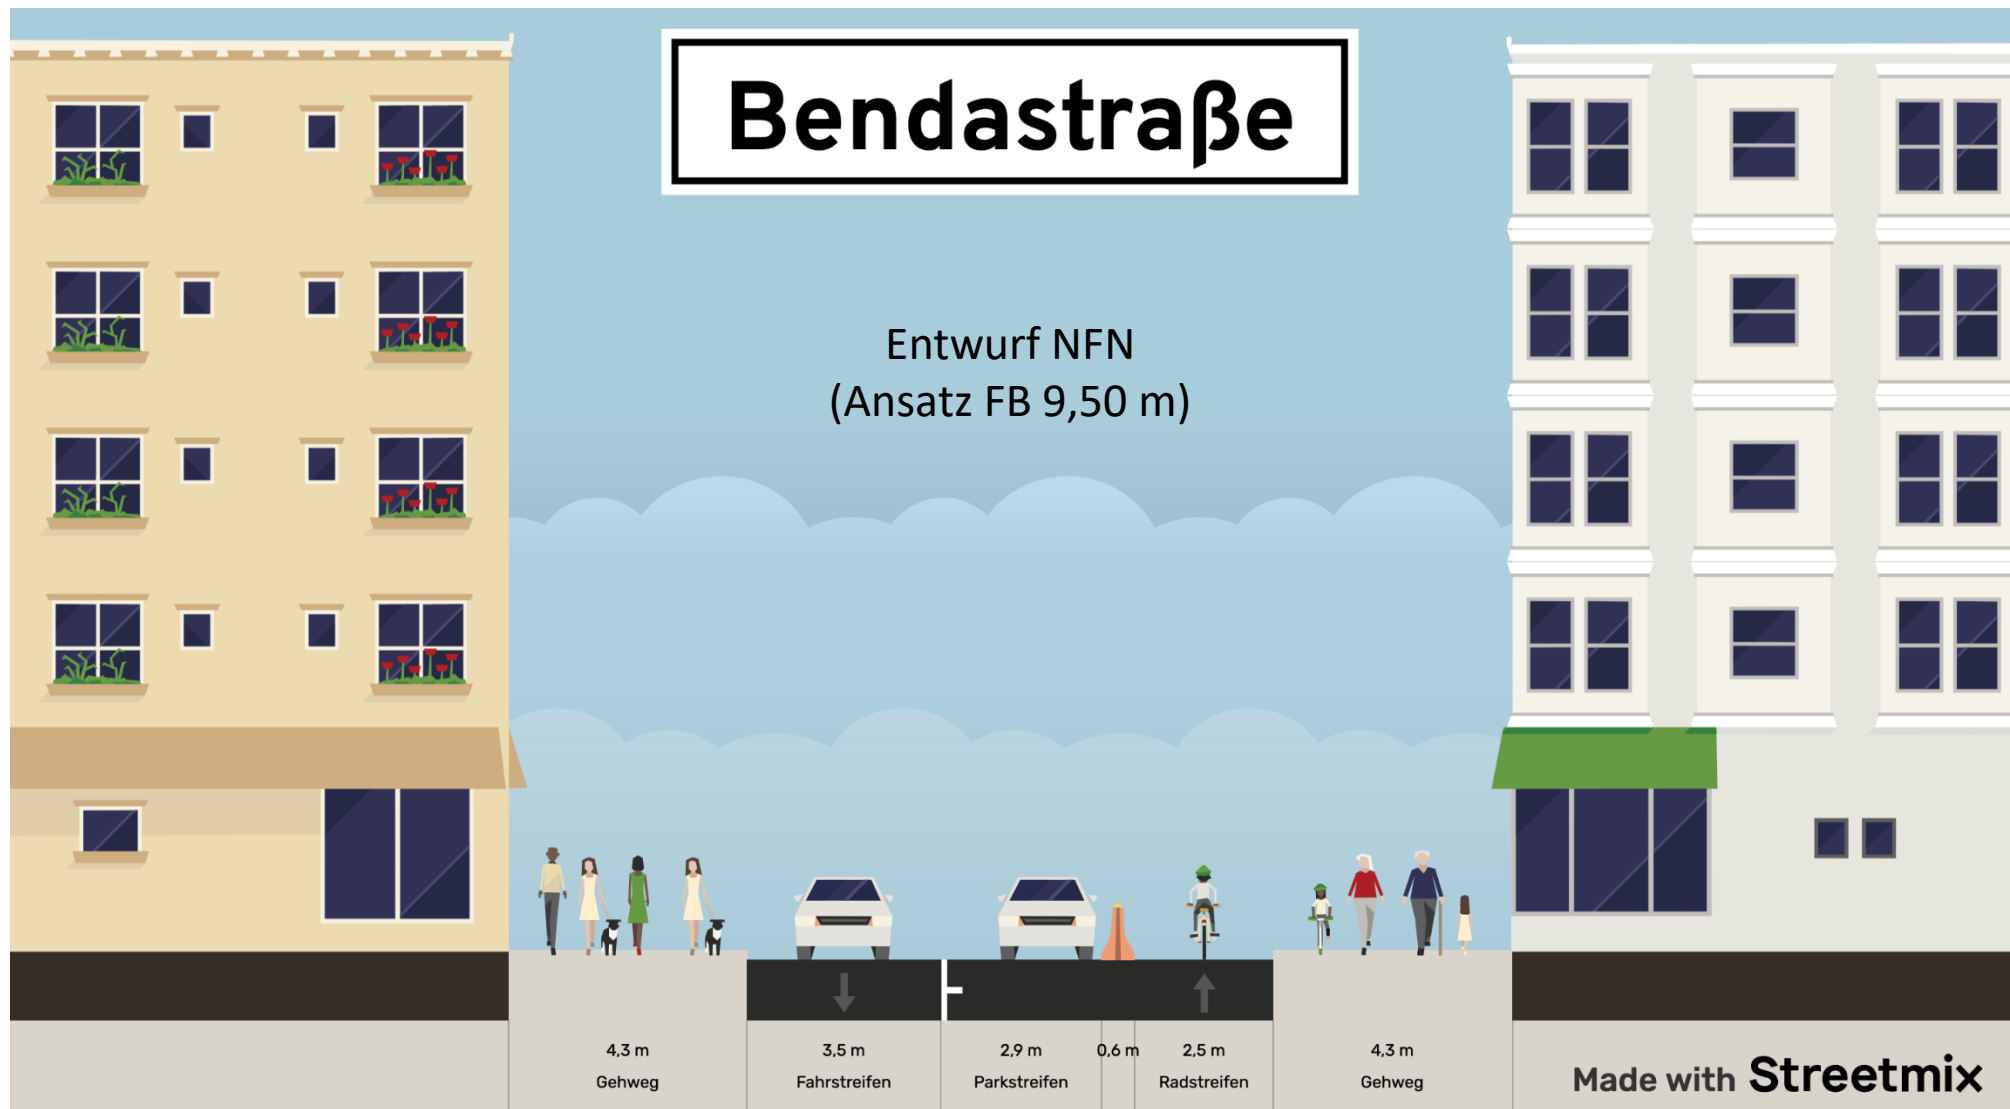 Bendastraße
Entwurf NFN
(Ansatz FB 9,50 m)
4,3 m
Gehweg
3,5 m
Fahrstreifen
2,9 m
Parkstreifen
0,6 m
2,5 m
Radstreifen
4,3 m
Gehweg
Made with Streetmix